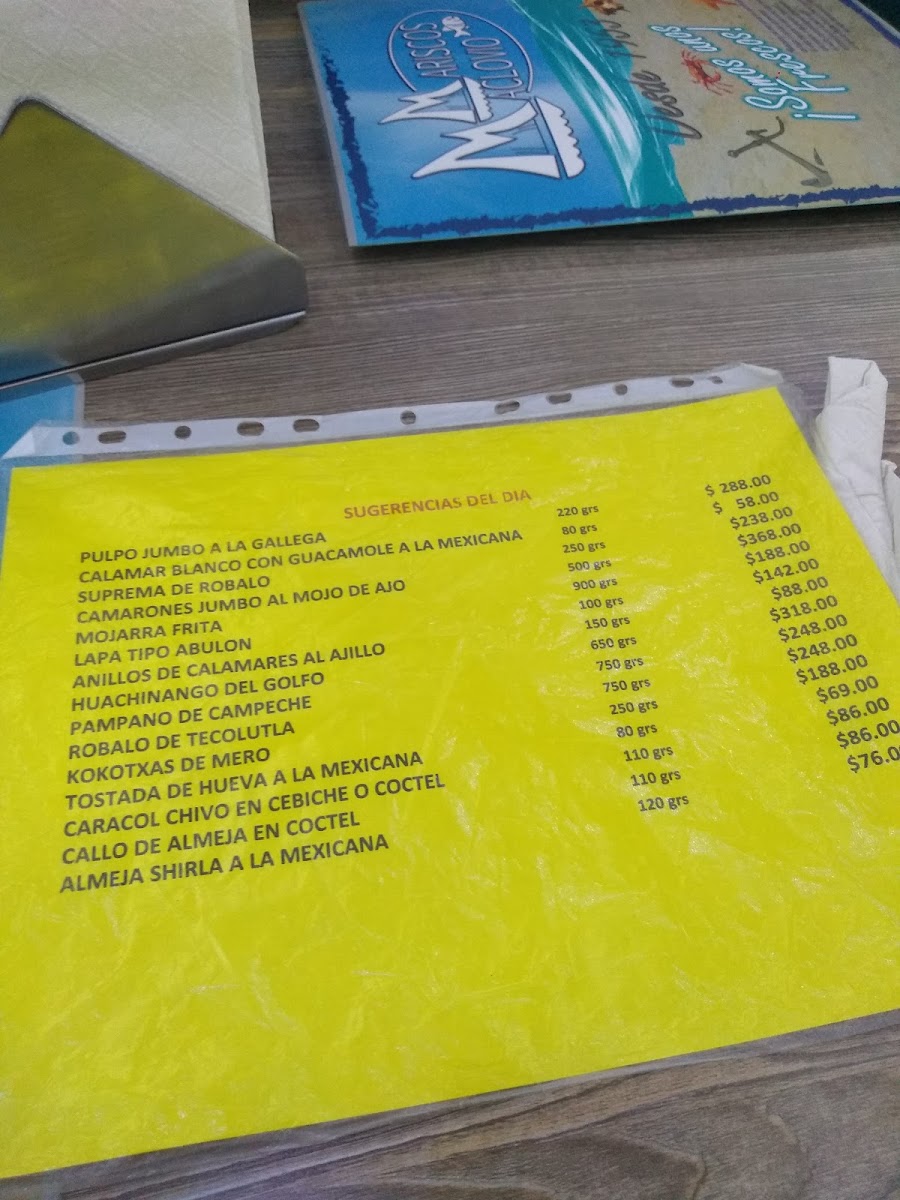 MARISCOS
MACLOVIO
Desde
¡Somos unos
SUGERENCIAS DEL DIA
PULPO JUMBO A LA GALLEGA 220 grs $ 288.00
CALAMAR BLANCO CON GUACAMOLE A LA MEXICANA 80 grs $ 58.00
SUPREMA DE ROBALO 250 grs $238.00
CAMARONES JUMBO AL MOJO DE AJO 500 grs $368.00
MOJARRA FRITA 900 grs $188.00
LAPA TIPO ABULON 100 grs $142.00
ANILLOS DE CALAMARES AL AJILLO 150 grs $88.00
HUACHINANGO DEL GOLFO 650 grs $318.00
PAMPANO DE CAMPECHE 750 grs $248.00
ROBALO DE TECOLUTLA 750 grs $248.00
KOKOTXAS DE MERO 250 grs $188.00
TOSTADA DE HUEVA A LA MEXICANA 80 grs $69.00
CARACOL CHIVO EN CEBICHE O COCTEL 110 grs $86.00
CALLO DE ALMEJA EN COCTEL 110 grs $86.00
ALMEJA SHIRLA A LA MEXICANA 120 grs $76.0